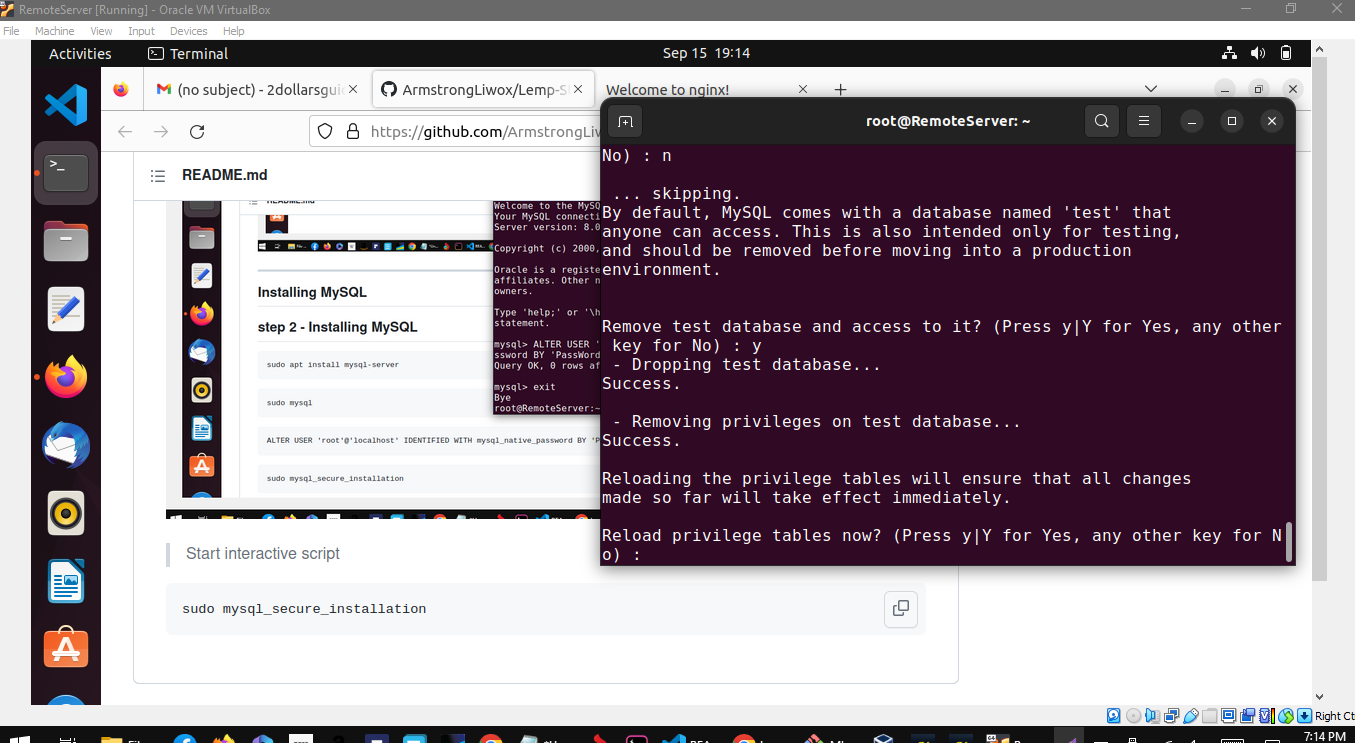 RemoteServer [Running] - Oracle VM VirtualBox
File Machine View Input Devices Help
Activities
Terminal
Sep 15 19:14
(no subject) - 2dollarsgui
ArmstrongLiwox/Lemp-S
Welcome to nginx!
https://github.com/ArmstrongLiw
README.md
Installing MySQL
step 2 - Installing MySQL
sudo apt install mysql-server
sudo mysql
ALTER USER 'root'@'localhost' IDENTIFIED WITH mysql_native_password BY 'P
sudo mysql_secure_installation
Welcome to the MySQ
Your MySQL connecti
Server version: 8.0
Copyright (c) 2000,
Oracle is a registe
affiliates. Other n
owners.
Type 'help;' or '\h
statement.
mysql> ALTER USER '
ssword BY 'PassWord
Query OK, 0 rows af
mysql> exit
Bye
root@RemoteServer:~
Start interactive script
sudo mysql_secure_installation
root@RemoteServer: ~
No) : n
... skipping.
By default, MySQL comes with a database named 'test' that
anyone can access. This is also intended only for testing,
and should be removed before moving into a production
environment.
Remove test database and access to it? (Press y|Y for Yes, any other
key for No) : y
- Dropping test database...
Success.
- Removing privileges on test database...
Success.
Reloading the privilege tables will ensure that all changes
made so far will take effect immediately.
Reload privilege tables now? (Press y|Y for Yes, any other key for N
o) :
Right Ct
7:14 PM